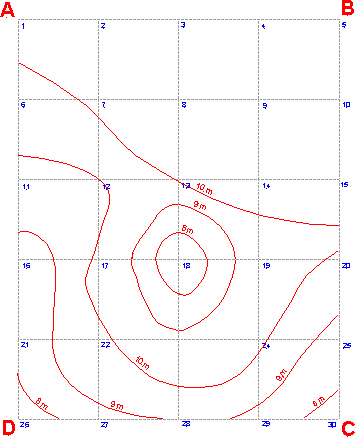 A B
1 2 3 4 5
6 7 8 9 10
11 12 13 14 15
10 m
9 m
8 m
16 17 18 19 20
21 22 24 25
10 m
9 m
8 m 9 m 8 m
26 27 28 29 30
D C